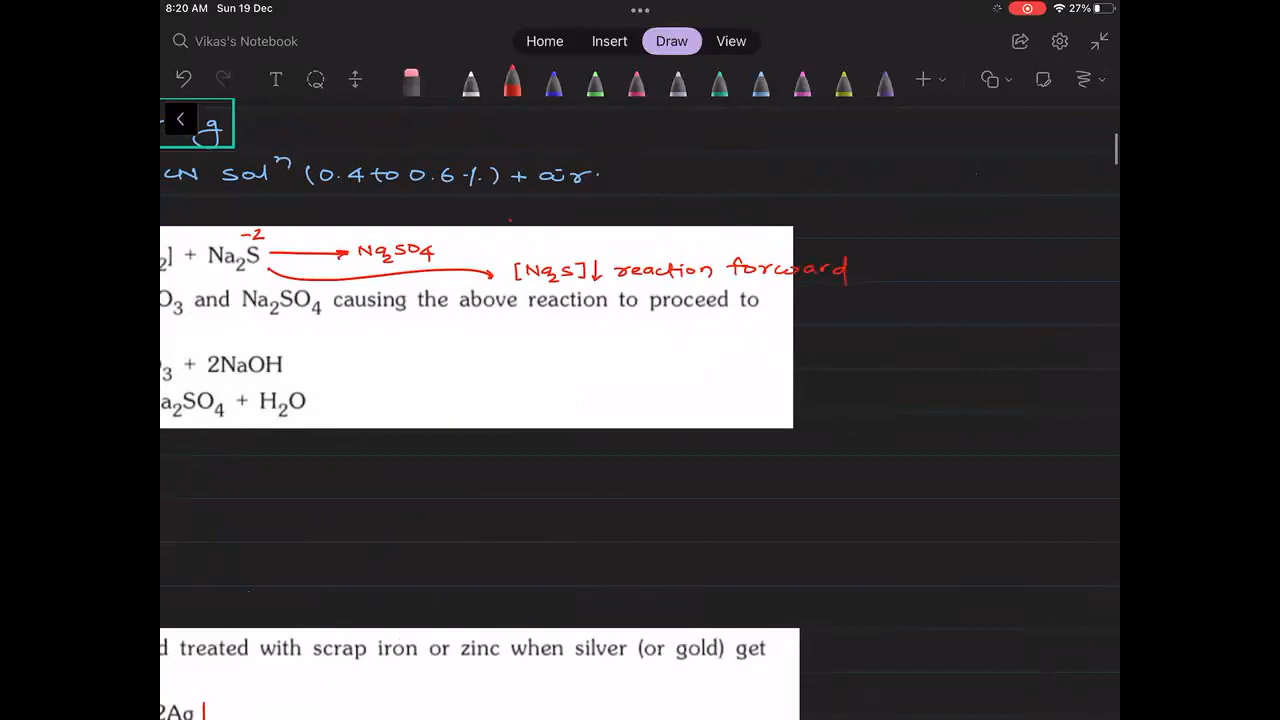 8:20 AM Sun 19 Dec
27%
Vikas's Notebook
Home Insert Draw View
g
CN solⁿ (0.4 to 0.6 %) + air.
-2
₂] + Na₂S → Na₂SO₄
[Na₂S]↓ reaction forward
O₃ and Na₂SO₄ causing the above reaction to proceed to
₃ + 2NaOH
a₂SO₄ + H₂O
d treated with scrap iron or zinc when silver (or gold) get
2Ag